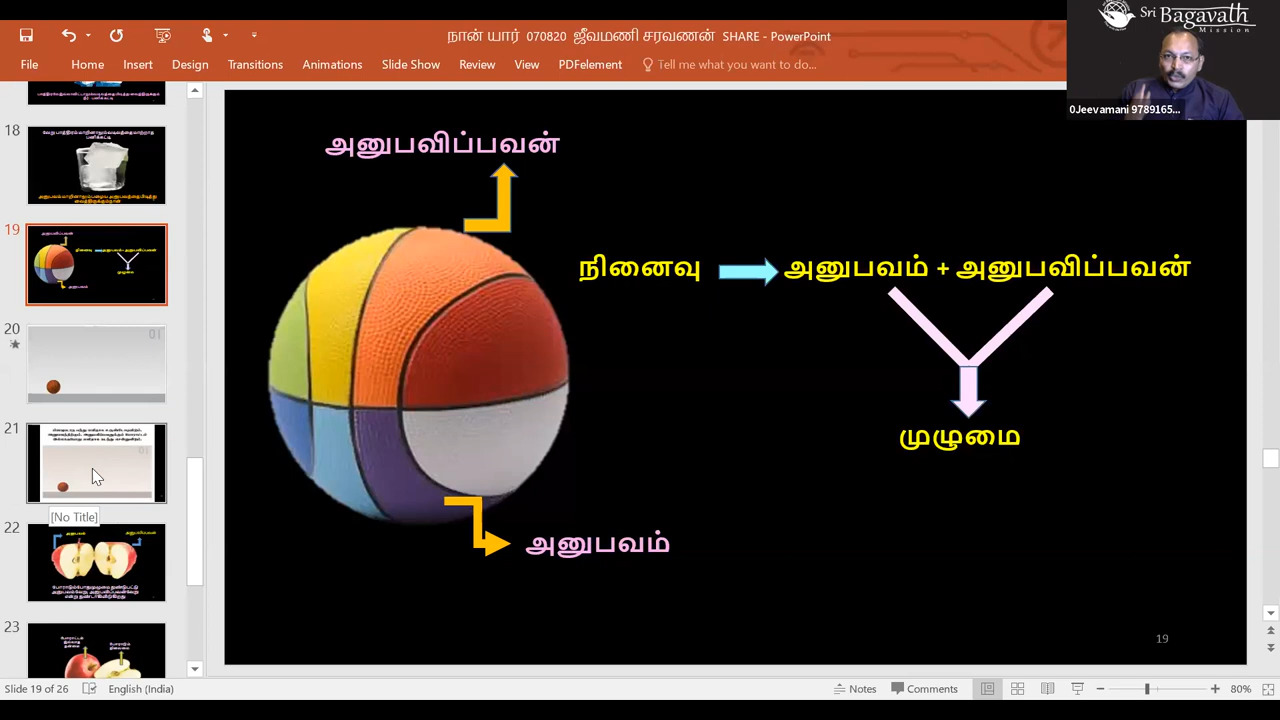 Sri Bagavath
Mission
நான் யார் 070820 ஜீவமணி சரவணன் SHARE - PowerPoint
File Home Insert Design Transitions Animations Slide Show Review View PDFelement Tell me what you want to do...
0Jeevamani 9789165...
18
19
20
21
[No Title]
22
23
அனுபவிப்பவன்
நினைவு அனுபவம் + அனுபவிப்பவன்
முழுமை
அனுபவம்
19
Slide 19 of 26 English (India) Notes Comments 80%